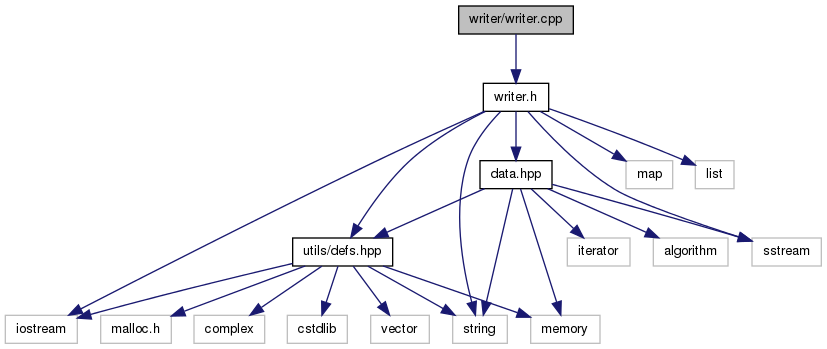 writer/writer.cpp
writer.h
data.hpp
map
list
utils/defs.hpp
iterator
algorithm
sstream
iostream
malloc.h
complex
cstdlib
vector
string
memory